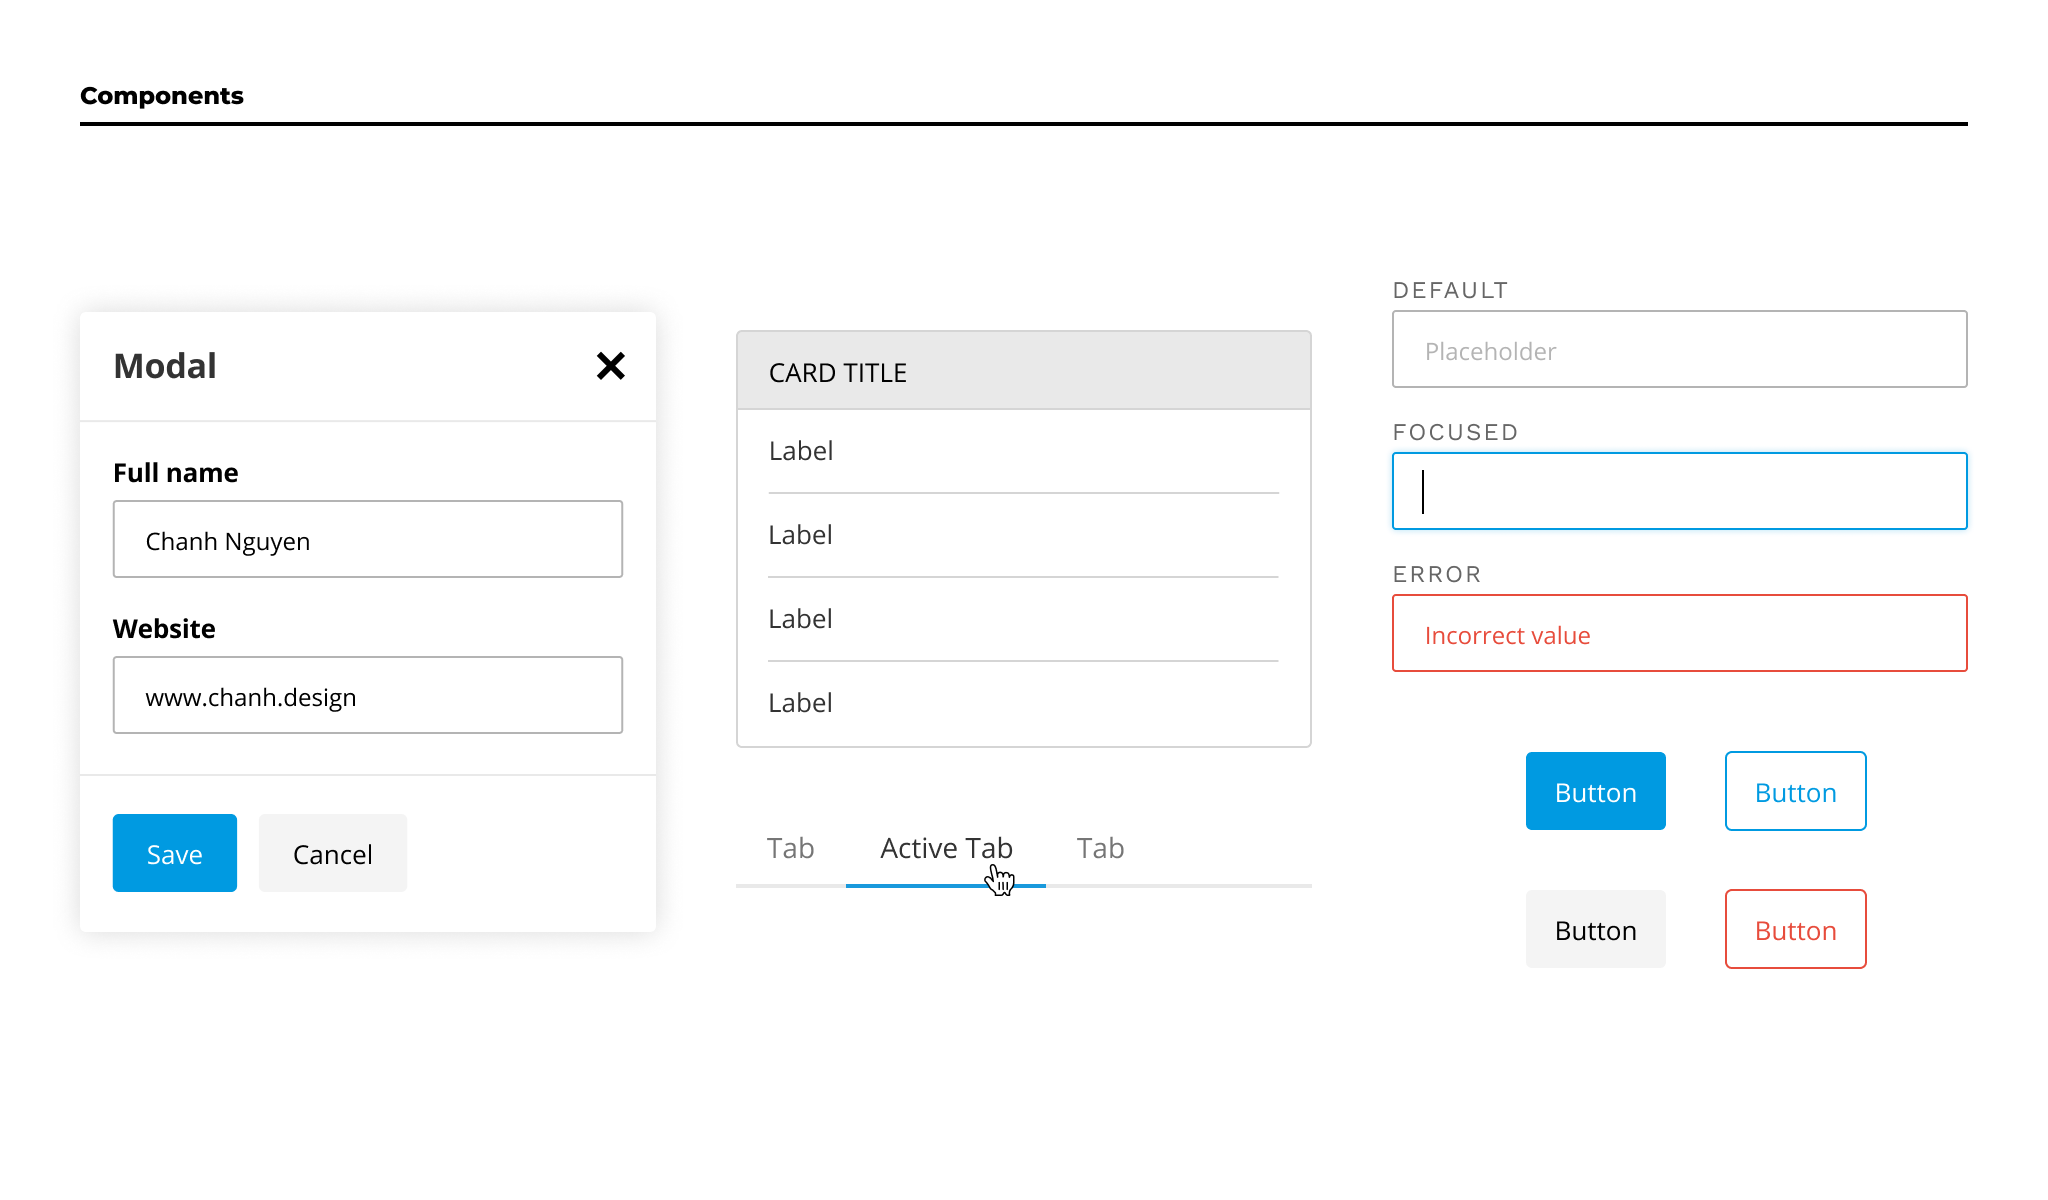 Components
Modal
Full name
Chanh Nguyen
Website
www.chanh.design
Save
Cancel
CARD TITLE
Label
Label
Label
Label
Tab
Active Tab
Tab
DEFAULT
Placeholder
FOCUSED
ERROR
Incorrect value
Button
Button
Button
Button